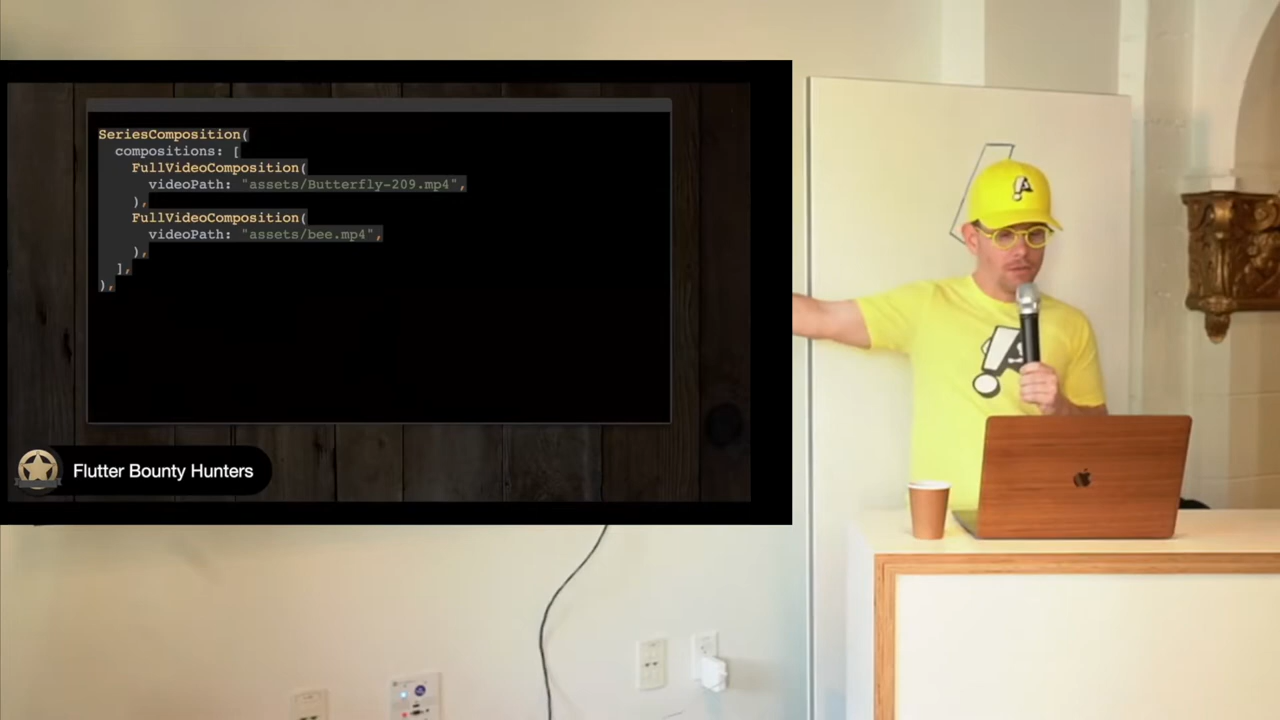 SeriesComposition(
compositions: [
FullVideoComposition(
videoPath: "assets/Butterfly-209.mp4",
),
FullVideoComposition(
videoPath: "assets/bee.mp4",
),
],
),
Flutter Bounty Hunters